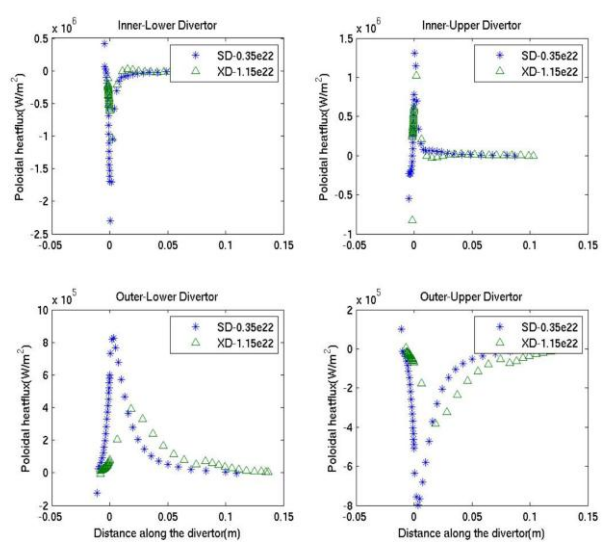 Inner-Lower Divertor
x 10^6
0.5
0
-0.5
-1
-1.5
-2
-2.5
-0.05 0 0.05 0.1 0.15
Poloidal heatflux(W/m²)
SD-0.35e22
XD-1.15e22
Inner-Upper Divertor
x 10^6
1.5
1
0.5
0
-0.5
-1
-0.05 0 0.05 0.1 0.15
Poloidal heatflux(W/m²)
SD-0.35e22
XD-1.15e22
Outer-Lower Divertor
x 10^5
10
8
6
4
2
0
-2
-0.05 0 0.05 0.1 0.15
Poloidal heatflux(W/m²)
Distance along the divertor(m)
SD-0.35e22
XD-1.15e22
Outer-Upper Divertor
x 10^5
2
0
-2
-4
-6
-8
-0.05 0 0.05 0.1 0.15
Poloidal heatflux(W/m²)
Distance along the divertor(m)
SD-0.35e22
XD-1.15e22